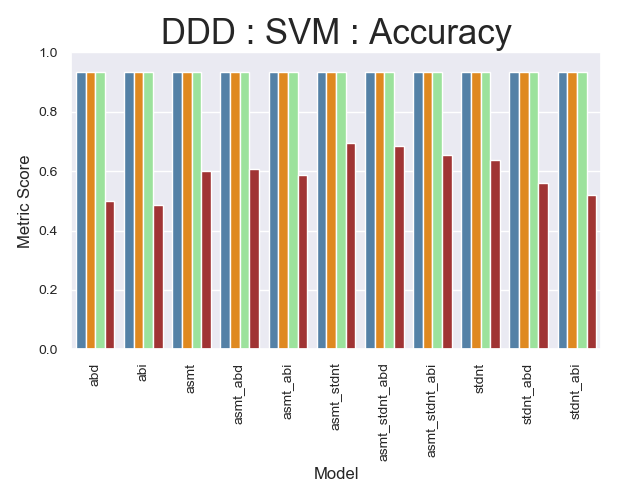 DDD : SVM : Accuracy
Metric Score
1.0
0.8
0.6
0.4
0.2
0.0
abd
abi
asmt
asmt_abd
asmt_abi
asmt_stdnt
asmt_stdnt_abd
asmt_stdnt_abi
stdnt
stdnt_abd
stdnt_abi
Model